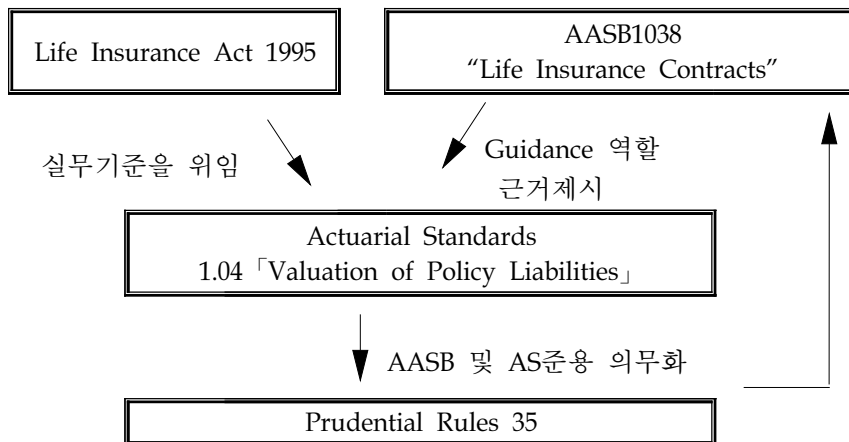 Life Insurance Act 1995
AASB1038
“Life Insurance Contracts”
실무기준을 위임
Guidance 역할
근거제시
Actuarial Standards
1.04「Valuation of Policy Liabilities」
AASB 및 AS준용 의무화
Prudential Rules 35